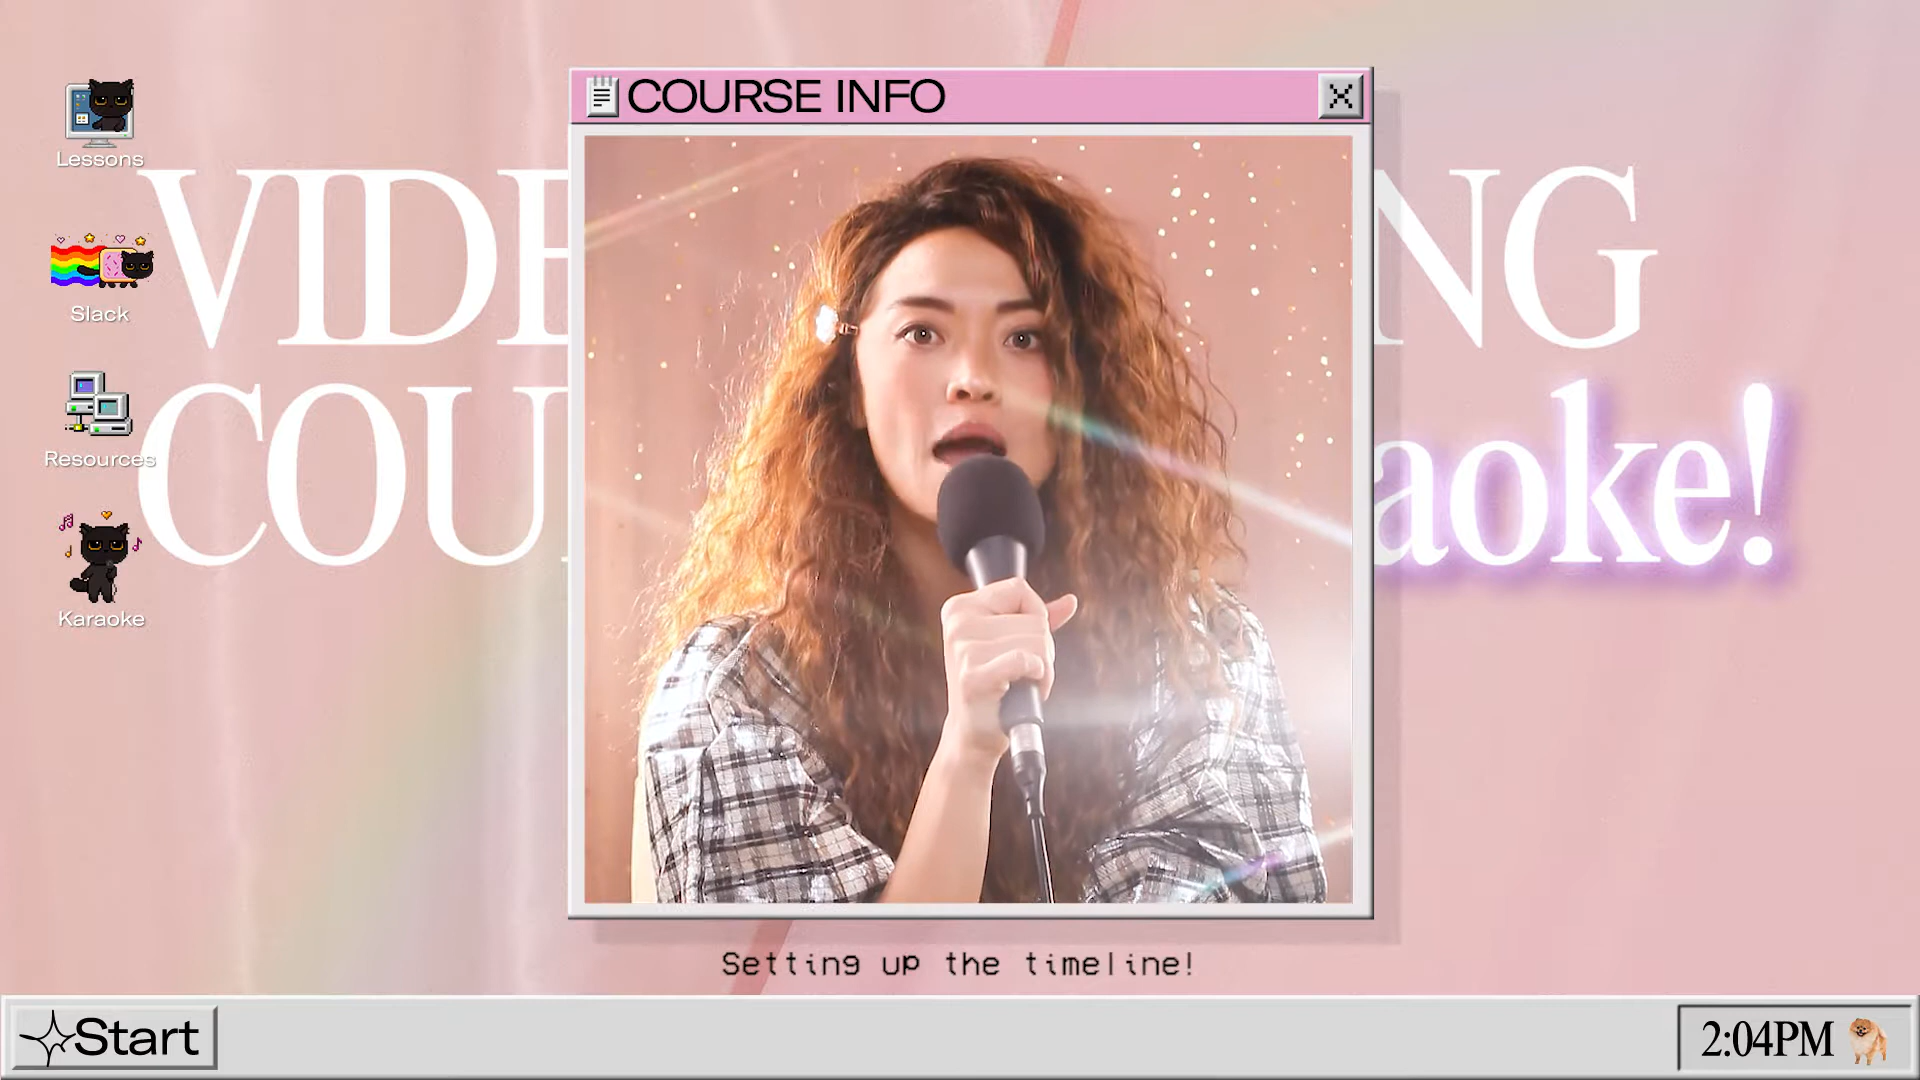 COURSE INFO
Lessons
VIDE NG
Slack
COU aoke!
Resources
Karaoke
Setting up the timeline!
Start
2:04PM